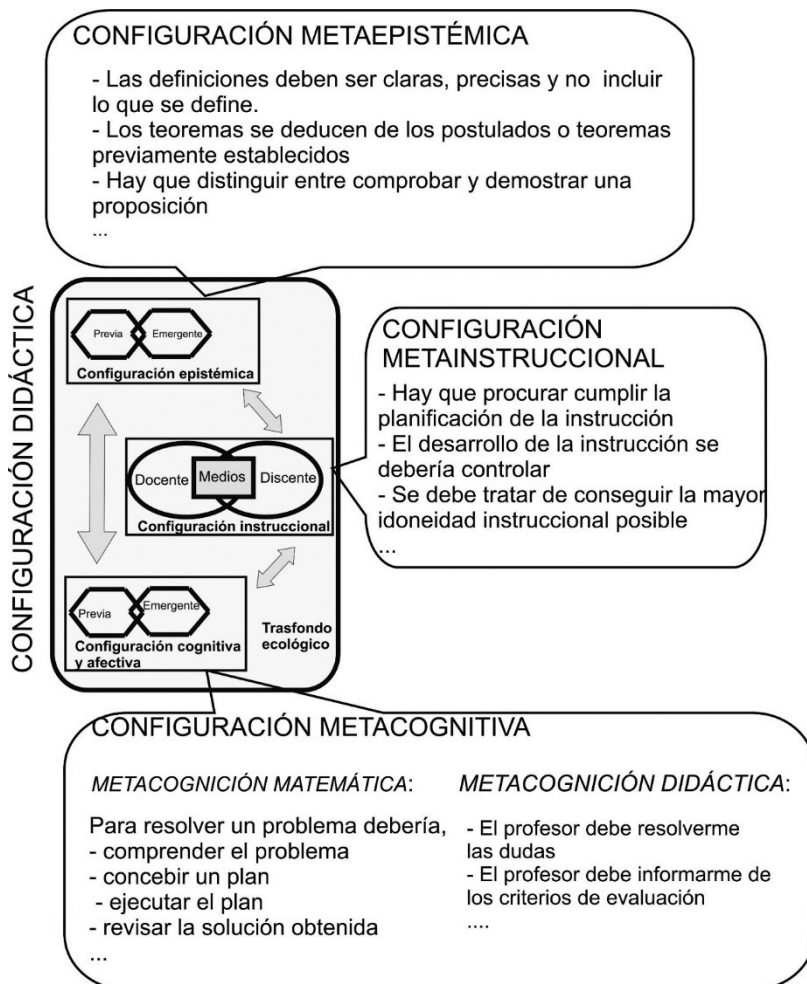 CONFIGURACIÓN METAEPISTÉMICA
- Las definiciones deben ser claras, precisas y no incluir
lo que se define.
- Los teoremas se deducen de los postulados o teoremas
previamente establecidos
- Hay que distinguir entre comprobar y demostrar una
proposición
...
CONFIGURACIÓN DIDÁCTICA
Previa
Emergente
Configuración epistémica
Docente
Medios
Discente
Configuración instruccional
Previa
Emergente
Configuración cognitiva
y afectiva
Trasfondo
ecológico
CONFIGURACIÓN
METAINSTRUCCIONAL
- Hay que procurar cumplir la
planificación de la instrucción
- El desarrollo de la instrucción se
debería controlar
- Se debe tratar de conseguir la mayor
idoneidad instruccional posible
...
CONFIGURACIÓN METACOGNITIVA
METACOGNICIÓN MATEMÁTICA:
Para resolver un problema debería,
- comprender el problema
- concebir un plan
- ejecutar el plan
- revisar la solución obtenida
...
METACOGNICIÓN DIDÁCTICA:
- El profesor debe resolverme
las dudas
- El profesor debe informarme de
los criterios de evaluación
....